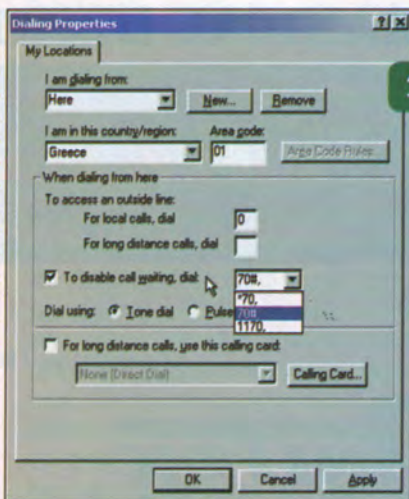 Dialing Properties
My Locations
I am dialing from:
Here
New...
Remove
I am in this country/region:
Area code:
Greece
01
Area Code Rules...
When dialing from here
To access an outside line:
For local calls, dial
0
For long distance calls, dial
To disable call waiting, dial:
70#,
*70,
70#
1170,
Dial using:
Tone dial
Pulse
For long distance calls, use this calling card:
None (Direct Dial)
Calling Card...
OK
Cancel
Apply